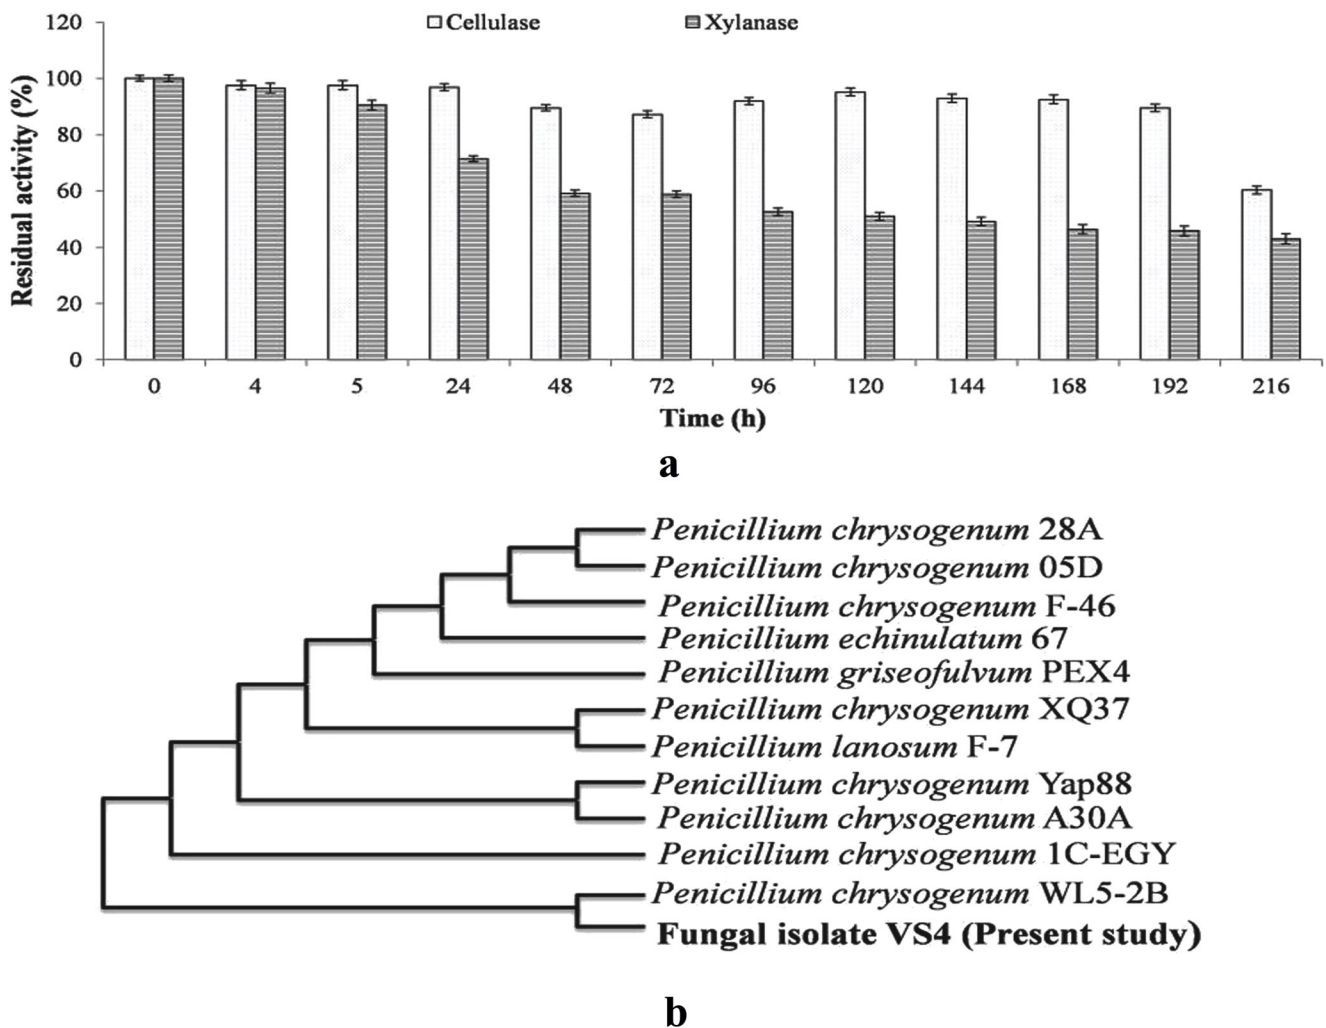 Cellulase Xylanase
Residual activity (%)
120
100
80
60
40
20
0
0 4 5 24 48 72 96 120 144 168 192 216
Time (h)
a
Penicillium chrysogenum 28A
Penicillium chrysogenum 05D
Penicillium chrysogenum F-46
Penicillium echinulatum 67
Penicillium griseofulvum PEX4
Penicillium chrysogenum XQ37
Penicillium lanosum F-7
Penicillium chrysogenum Yap88
Penicillium chrysogenum A30A
Penicillium chrysogenum 1C-EGY
Penicillium chrysogenum WL5-2B
Fungal isolate VS4 (Present study)
b